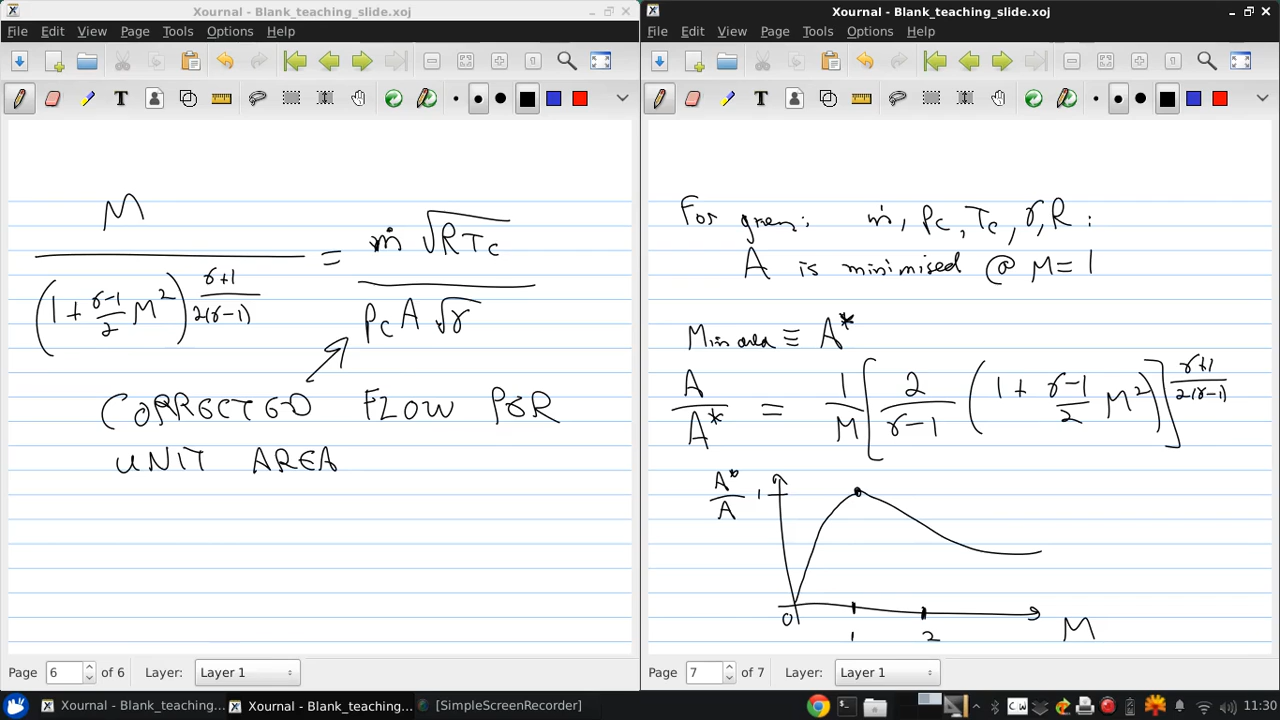 Xournal - Blank_teaching_slide.xoj
File Edit View Page Tools Options Help
M / (1 + γ-1/2 M²)^(γ+1/2(γ-1)) = ṁ √RTc / pc A √γ
CORRECTED FLOW PER
UNIT AREA
Page 6 of 6 Layer: Layer 1
Xournal - Blank_teaching_slide.xoj
File Edit View Page Tools Options Help
For given: ṁ, Pc, Tc, γ, R :
A is minimised @ M = 1
Min area ≡ A*
A/A* = 1/M [2/γ-1 (1 + γ-1/2 M²)]^(γ+1/2(γ-1))
A*/A 1
0 1 2 M
Page 7 of 7 Layer: Layer 1
Xournal - Blank_teaching... Xournal - Blank_teaching... [SimpleScreenRecorder] 11:30